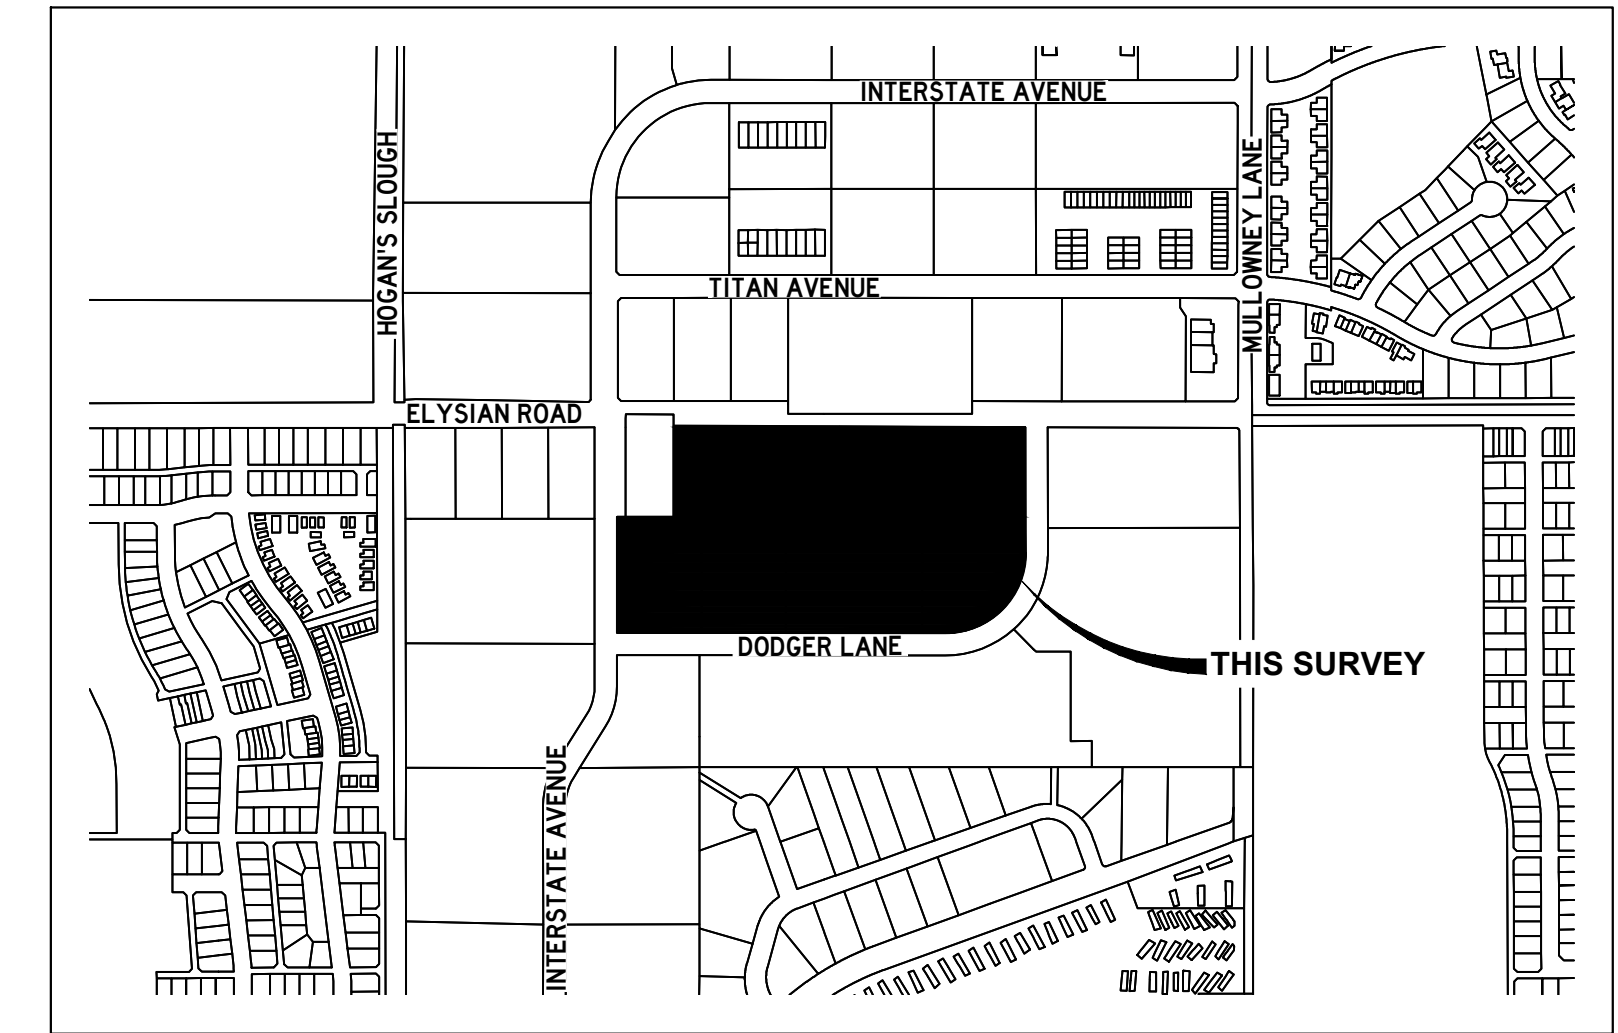 INTERSTATE AVENUE
HOGAN'S SLOUGH
MULLOWNEY LANE
TITAN AVENUE
ELYSIAN ROAD
DODGER LANE
THIS SURVEY
INTERSTATE AVENUE